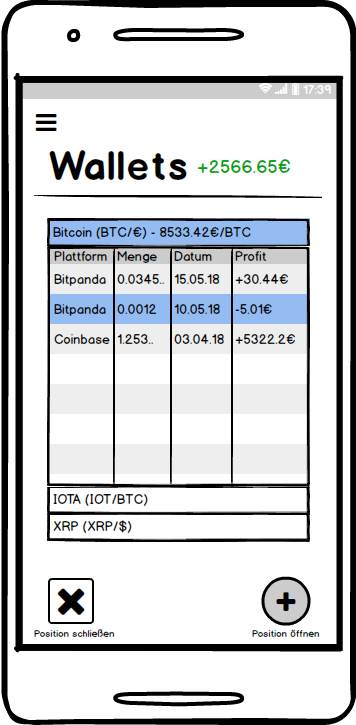 17:39
Wallets +2566.65€
Bitcoin (BTC/€) - 8533.42€/BTC
Plattform Menge Datum Profit
Bitpanda 0.0345.. 15.05.18 +30.44€
Bitpanda 0.0012 10.05.18 -5.01€
Coinbase 1.253.. 03.04.18 +5322.2€
IOTA (IOT/BTC)
XRP (XRP/$)
Position schließen Position öffnen